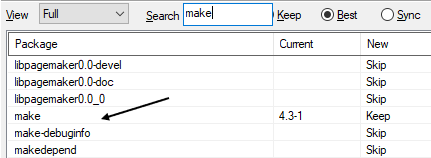 View Full Search make Keep Best Sync
Package Current New
libpagemaker0.0-devel Skip
libpagemaker0.0-doc Skip
libpagemaker0.0_0 Skip
make 4.3-1 Keep
make-debuginfo Skip
makedepend Skip